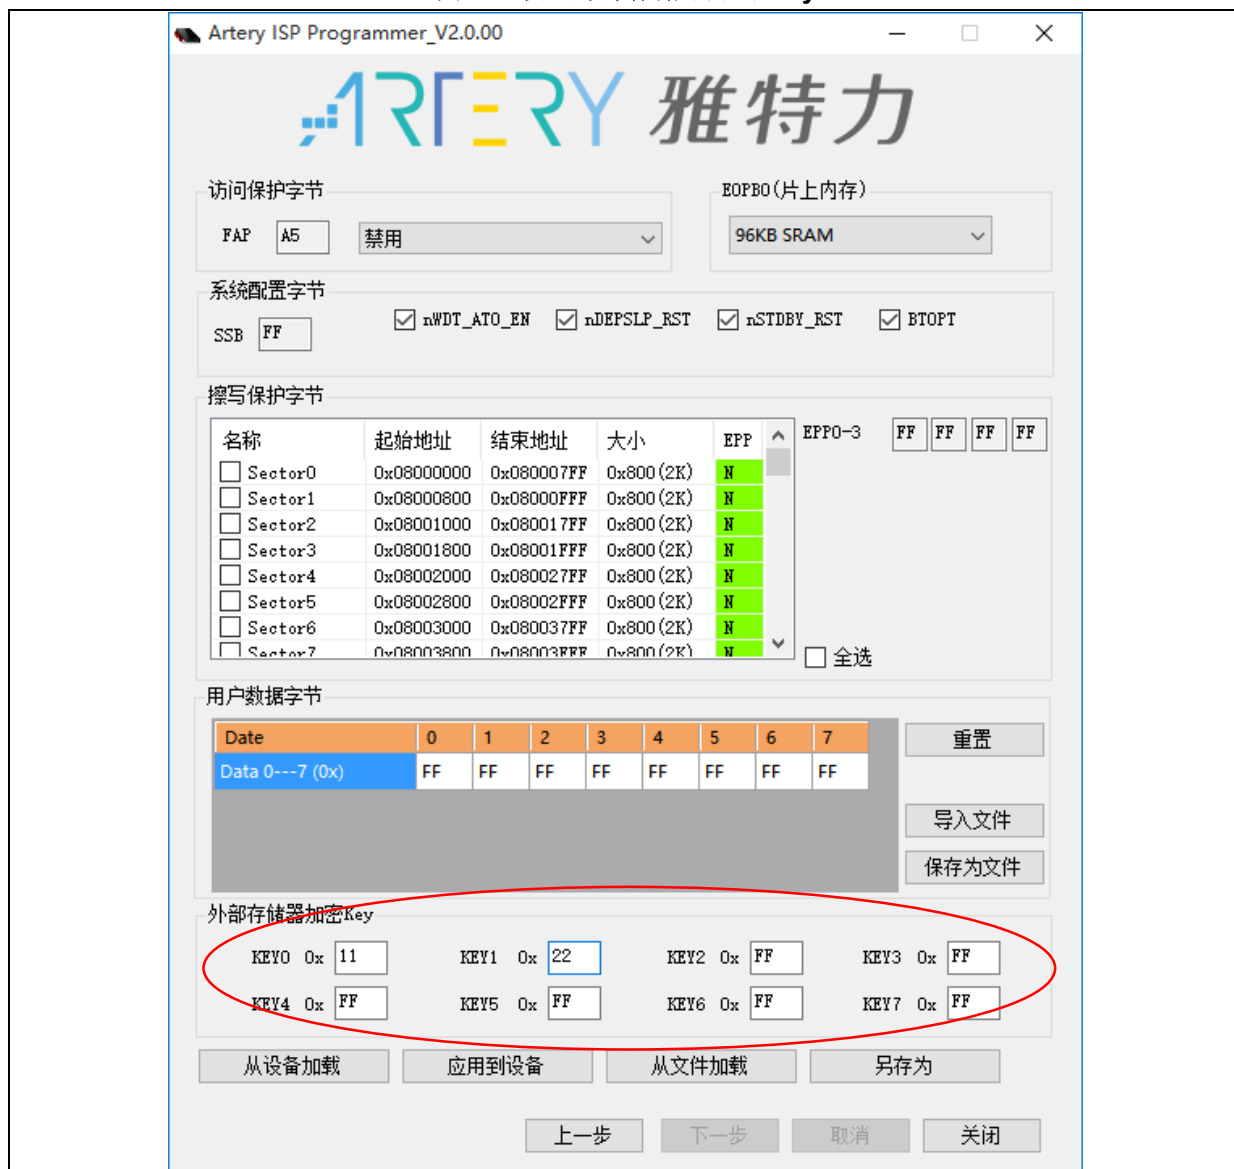 Artery ISP Programmer_V2.0.00
ARTERY 雅特力
访问保护字节
EOPB0(片上内存)
FAP A5 禁用
96KB SRAM
系统配置字节
SSB FF nWDT_ATO_EN nDEPSLP_RST nSTDBY_RST BTOPT
擦写保护字节
名称 起始地址 结束地址 大小 EPP
EPP0-3 FF FF FF FF
Sector0 0x08000000 0x080007FF 0x800(2K) N
Sector1 0x08000800 0x08000FFF 0x800(2K) N
Sector2 0x08001000 0x080017FF 0x800(2K) N
Sector3 0x08001800 0x08001FFF 0x800(2K) N
Sector4 0x08002000 0x080027FF 0x800(2K) N
Sector5 0x08002800 0x08002FFF 0x800(2K) N
Sector6 0x08003000 0x080037FF 0x800(2K) N
Sector7 0x08003800 0x08003FFF 0x800(2K) N
全选
用户数据字节
Date 0 1 2 3 4 5 6 7
Data 0---7 (0x) FF FF FF FF FF FF FF FF
重置
导入文件
保存为文件
外部存储器加密Key
KEY0 0x 11 KEY1 0x 22 KEY2 0x FF KEY3 0x FF
KEY4 0x FF KEY5 0x FF KEY6 0x FF KEY7 0x FF
从设备加载 应用到设备 从文件加载 另存为
上一步 下一步 取消 关闭